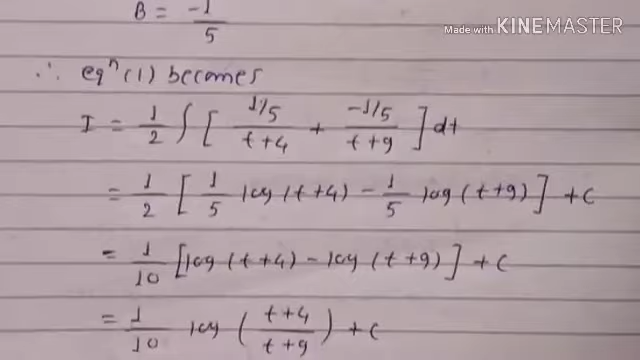 B = -1/5
Made with KINEMASTER
∴ eqⁿ (1) becomes
I = 1/2 ∫ [ (1/5)/(t+4) + (-1/5)/(t+9) ] dt
= 1/2 [ 1/5 log (t+4) - 1/5 log (t+9) ] + C
= 1/10 [ log (t+4) - log (t+9) ] + C
= 1/10 log ( (t+4)/(t+9) ) + C